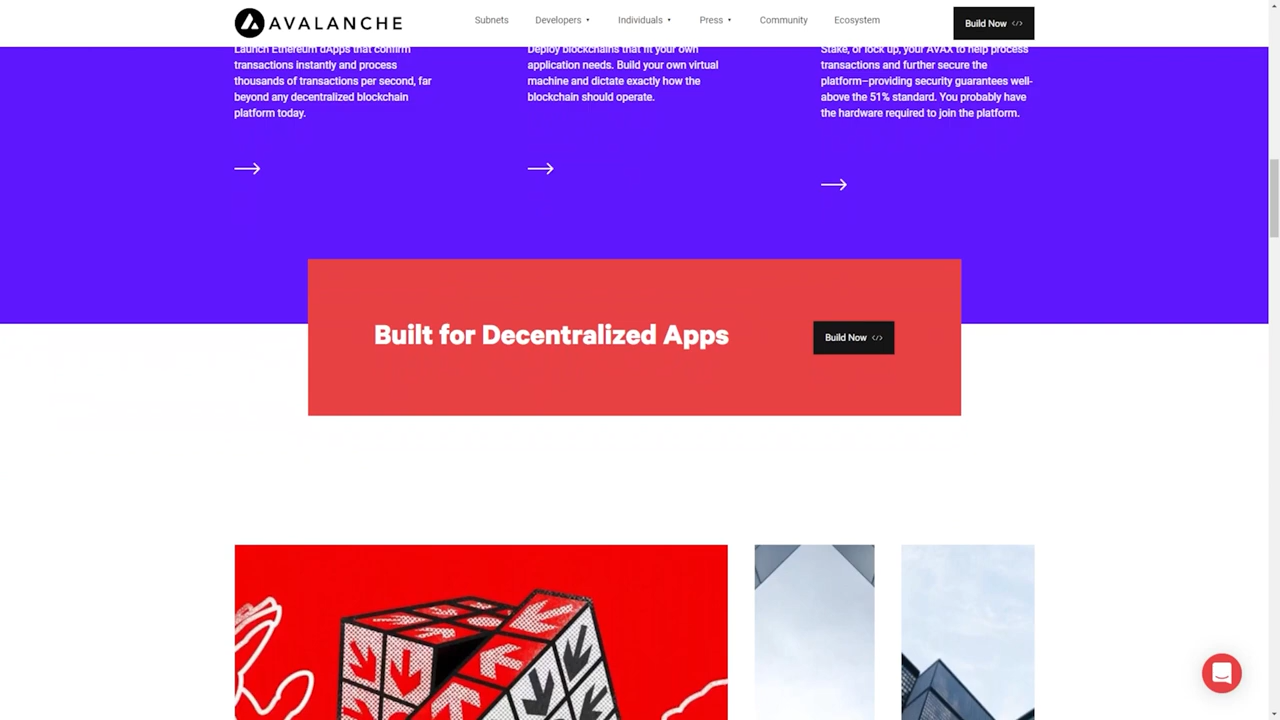 AVALANCHE
Subnets
Developers
Individuals
Press
Community
Ecosystem
Build Now </>
Launch Ethereum dApps that confirm
transactions instantly and process
thousands of transactions per second, far
beyond any decentralized blockchain
platform today.
Deploy blockchains that fit your own
application needs. Build your own virtual
machine and dictate exactly how the
blockchain should operate.
Stake, or lock up, your AVAX to help process
transactions and further secure the
platform–providing security guarantees well-
above the 51% standard. You probably have
the hardware required to join the platform.
Built for Decentralized Apps
Build Now </>